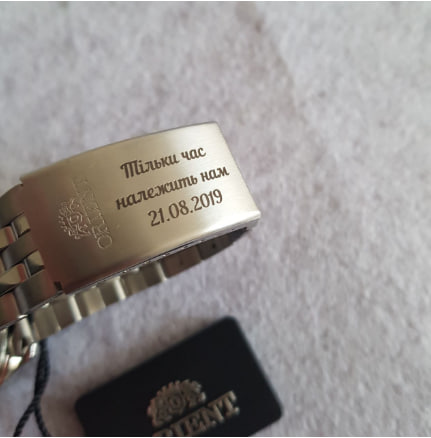 Тільки час
належить нам
21.08.2019
ORIENT
ORIENT